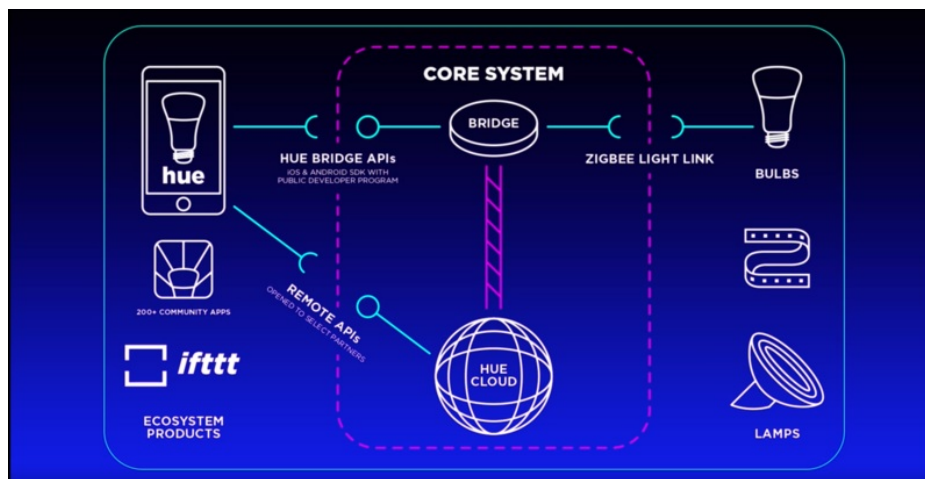 CORE SYSTEM
hue
HUE BRIDGE APIs
iOS & ANDROID SDK WITH
PUBLIC DEVELOPER PROGRAM
BRIDGE
ZIGBEE LIGHT LINK
BULBS
200+ COMMUNITY APPS
REMOTE APIs
OPENED TO SELECT PARTNERS
ifttt
HUE
CLOUD
ECOSYSTEM
PRODUCTS
LAMPS